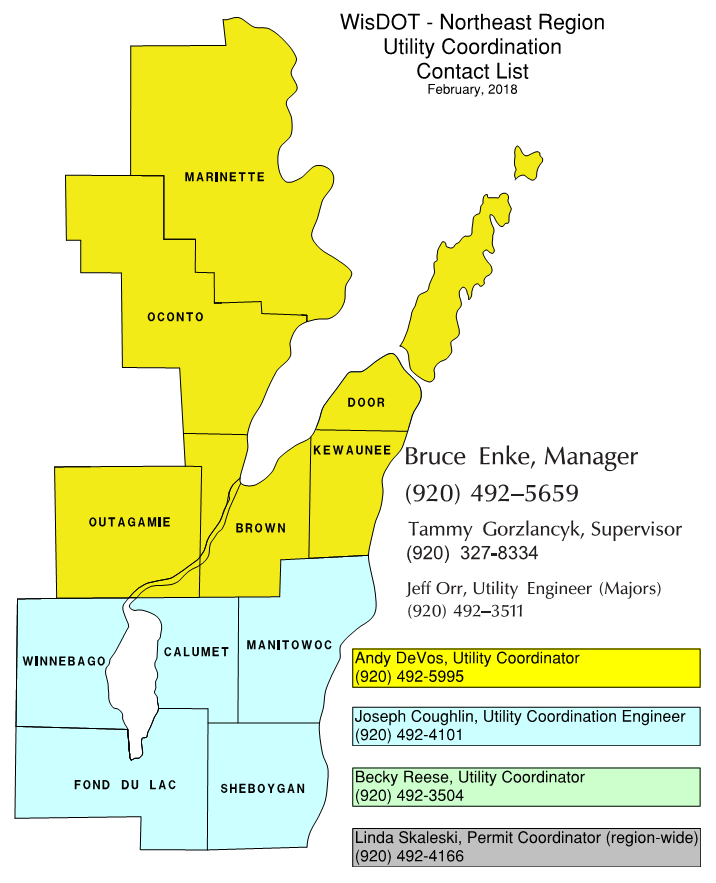 WisDOT - Northeast Region
Utility Coordination
Contact List
February, 2018
MARINETTE
OCONTO
DOOR
KEWAUNEE
OUTAGAMIE
BROWN
Bruce Enke, Manager
(920) 492–5659
Tammy Gorzlancyk, Supervisor
(920) 327-8334
Jeff Orr, Utility Engineer (Majors)
(920) 492–3511
WINNEBAGO
CALUMET
MANITOWOC
FOND DU LAC
SHEBOYGAN
Andy DeVos, Utility Coordinator
(920) 492-5995
Joseph Coughlin, Utility Coordination Engineer
(920) 492-4101
Becky Reese, Utility Coordinator
(920) 492-3504
Linda Skaleski, Permit Coordinator (region-wide)
(920) 492-4166